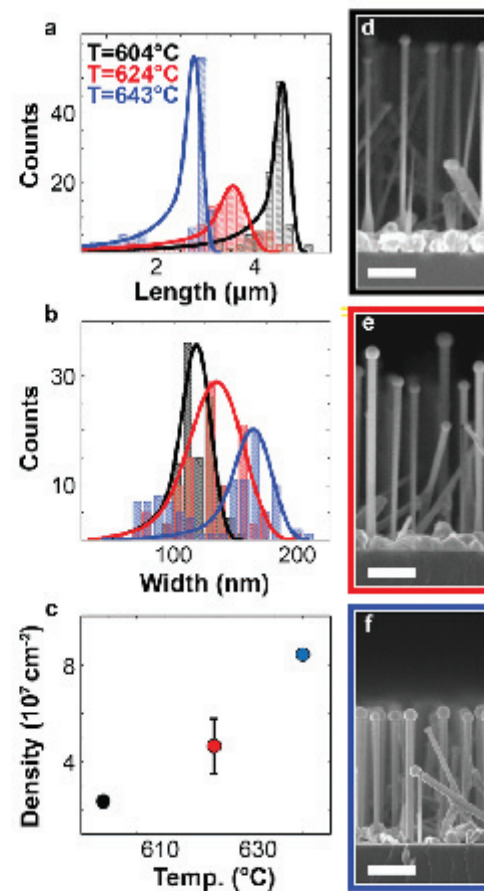 a
T=604°C
T=624°C
T=643°C
40
20
Counts
2 4
Length (μm)
b
30
10
Counts
100 200
Width (nm)
c
8
4
Density (10⁷ cm⁻²)
610 630
Temp. (°C)
d
e
f